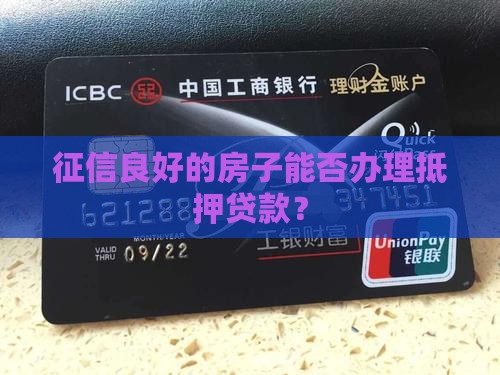 ICBC 中国工商银行 理财金账户
Quick
征信良好的房子能否办理抵
押贷款？
621288
347451
MONTH/YEAR
VALID
THRU 09/22
工银财富
UnionPay
银联